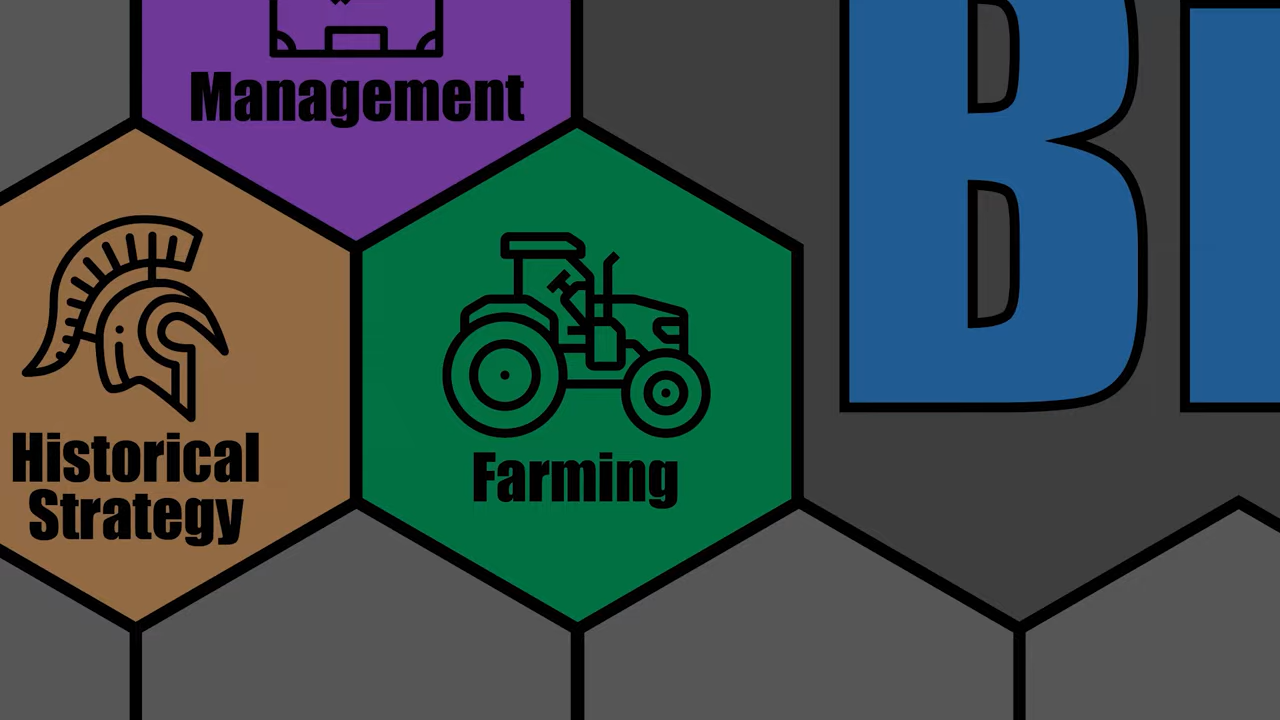 Management
B
Historical
Strategy
Farming